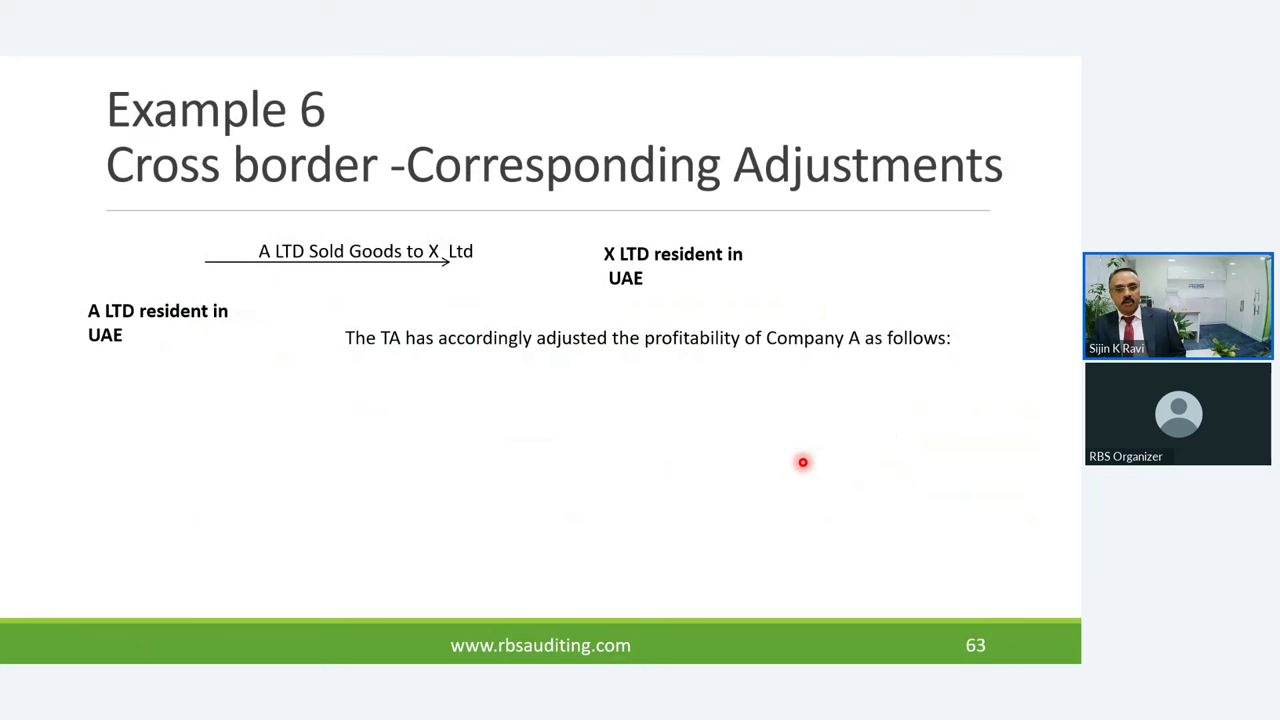 Example 6
Cross border -Corresponding Adjustments
A LTD Sold Goods to X Ltd
X LTD resident in
UAE
A LTD resident in
UAE
The TA has accordingly adjusted the profitability of Company A as follows:
www.rbsauditing.com
63
Sijin K Ravi
RBS Organizer